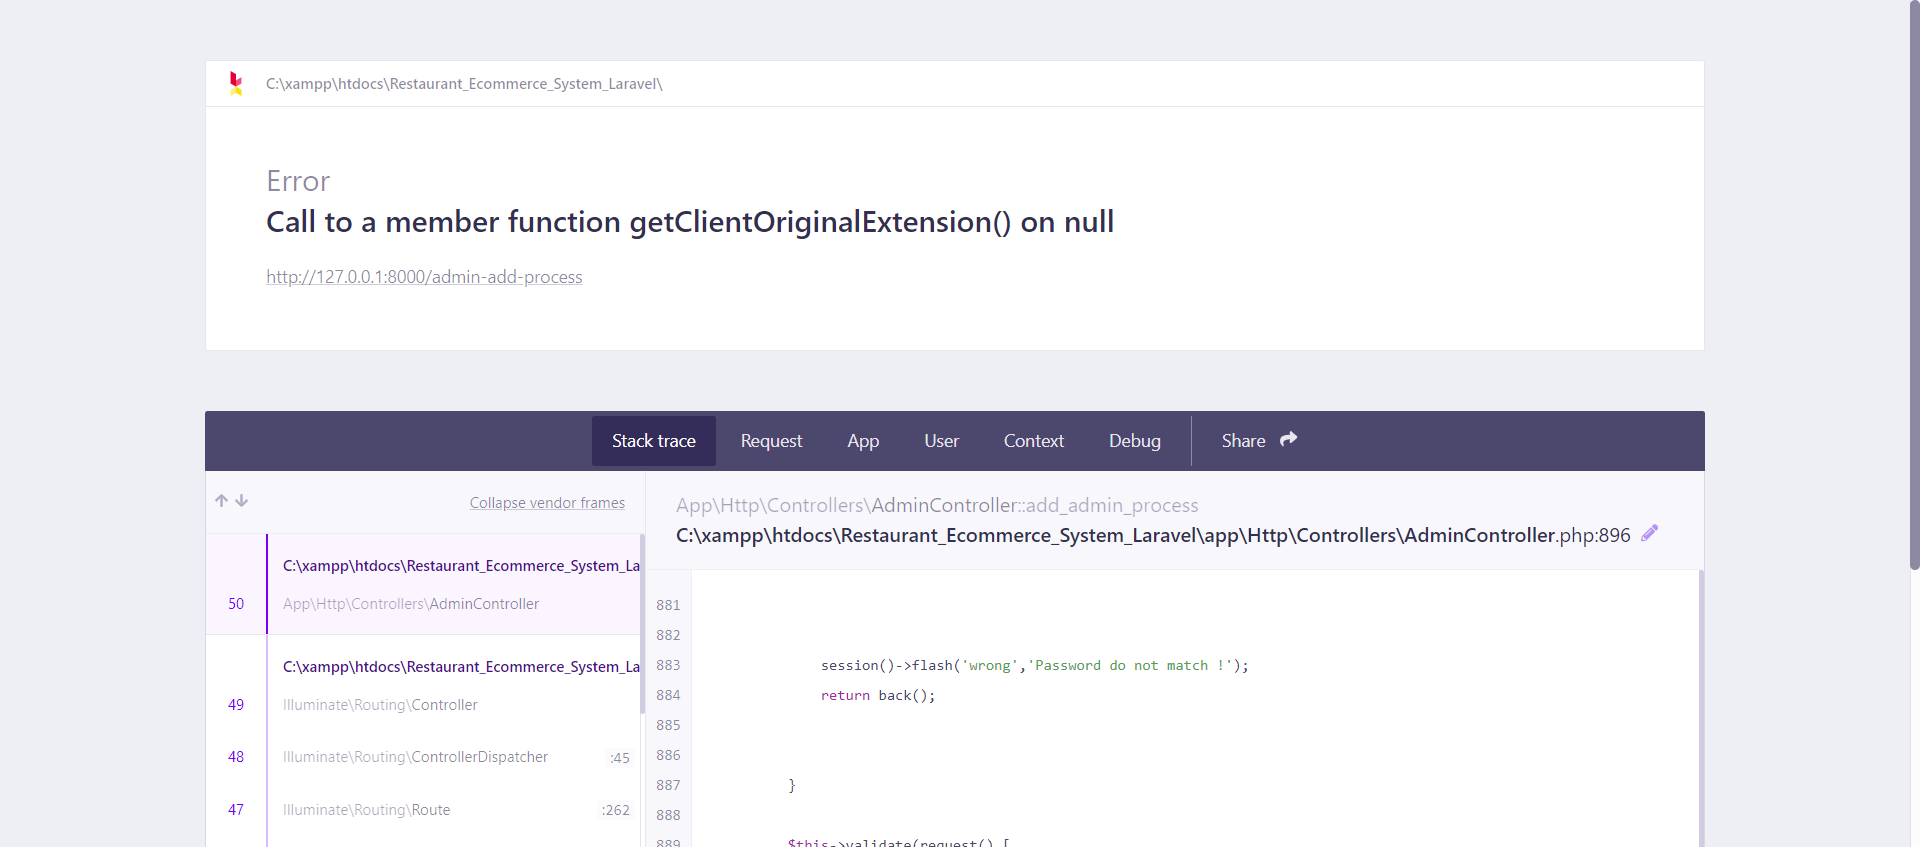 C:\xampp\htdocs\Restaurant_Ecommerce_System_Laravel\
Error
Call to a member function getClientOriginalExtension() on null
http://127.0.0.1:8000/admin-add-process
Stack trace
Request
App
User
Context
Debug
Share
Collapse vendor frames
C:\xampp\htdocs\Restaurant_Ecommerce_System_La
50
App\Http\Controllers\AdminController
C:\xampp\htdocs\Restaurant_Ecommerce_System_La
49
Illuminate\Routing\Controller
48
Illuminate\Routing\ControllerDispatcher
:45
47
Illuminate\Routing\Route
:262
App\Http\Controllers\AdminController::add_admin_process
C:\xampp\htdocs\Restaurant_Ecommerce_System_Laravel\app\Http\Controllers\AdminController.php:896
881
882
883 session()->flash('wrong','Password do not match !');
884 return back();
885
886
887 }
888
889 $this->validate(request() [